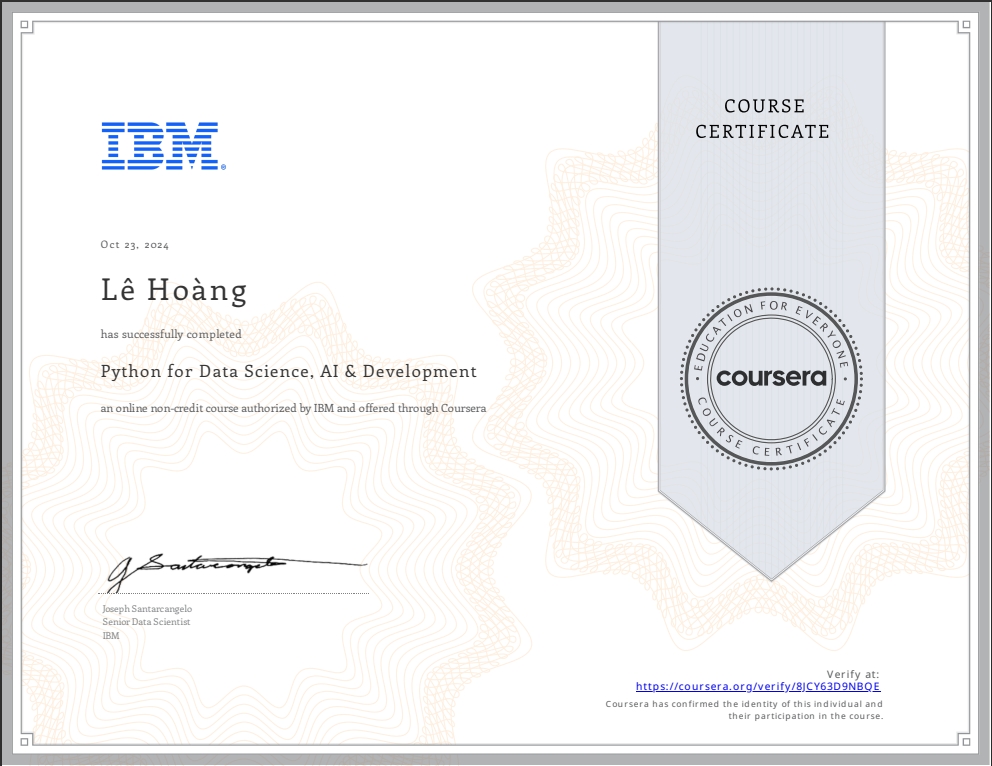 COURSE
CERTIFICATE
IBM®
Oct 23, 2024
Lê Hoàng
has successfully completed
Python for Data Science, AI & Development
an online non-credit course authorized by IBM and offered through Coursera
EDUCATION FOR EVERYONE
coursera
COURSE CERTIFICATE
J Santarcangelo
Joseph Santarcangelo
Senior Data Scientist
IBM
Verify at:
https://coursera.org/verify/8JCY63D9NBQE
Coursera has confirmed the identity of this individual and
their participation in the course.